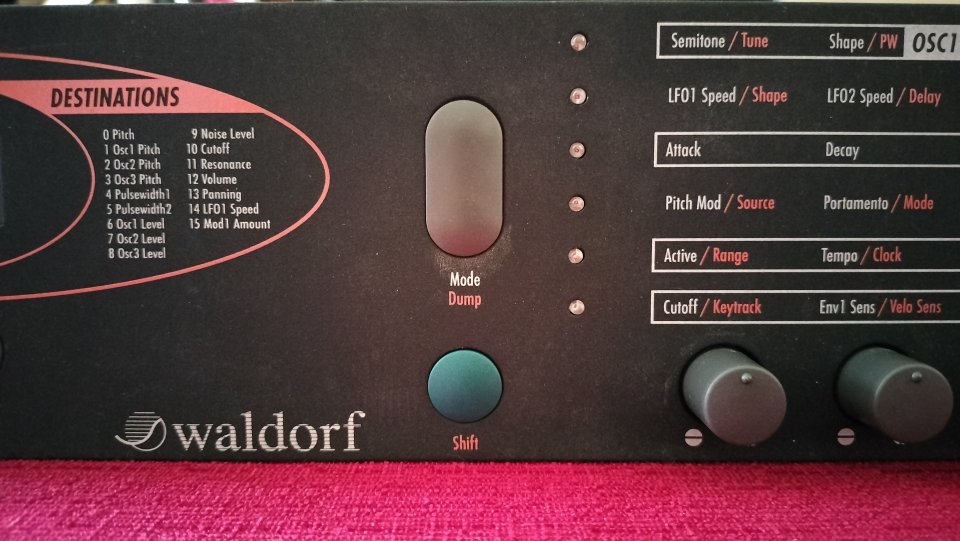 DESTINATIONS
0 Pitch
1 Osc1 Pitch
2 Osc2 Pitch
3 Osc3 Pitch
4 Pulsewidth1
5 Pulsewidth2
6 Osc1 Level
7 Osc2 Level
8 Osc3 Level
9 Noise Level
10 Cutoff
11 Resonance
12 Volume
13 Panning
14 LFO1 Speed
15 Mod1 Amount
Mode
Dump
Shift
waldorf
Semitone / Tune Shape / PW OSC1
LFO1 Speed / Shape LFO2 Speed / Delay
Attack Decay
Pitch Mod / Source Portamento / Mode
Active / Range Tempo / Clock
Cutoff / Keytrack Env1 Sens / Velo Sens